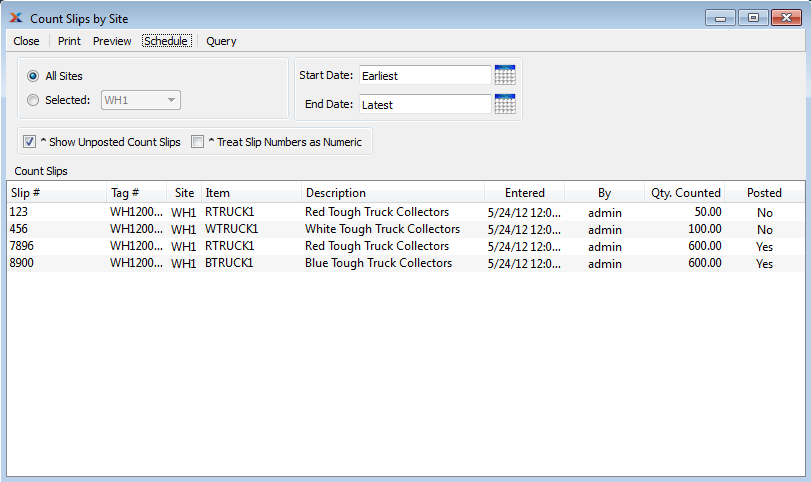 Count Slips by Site
Close Print Preview Schedule Query
All Sites
Selected: WH1
Start Date: Earliest
End Date: Latest
^ Show Unposted Count Slips ^ Treat Slip Numbers as Numeric
Count Slips
Slip # Tag # Site Item Description Entered By Qty. Counted Posted
123 WH1200... WH1 RTRUCK1 Red Tough Truck Collectors 5/24/12 12:0... admin 50.00 No
456 WH1200... WH1 WTRUCK1 White Tough Truck Collectors 5/24/12 12:0... admin 100.00 No
7896 WH1200... WH1 RTRUCK1 Red Tough Truck Collectors 5/24/12 12:0... admin 600.00 Yes
8900 WH1200... WH1 BTRUCK1 Blue Tough Truck Collectors 5/24/12 12:0... admin 600.00 Yes